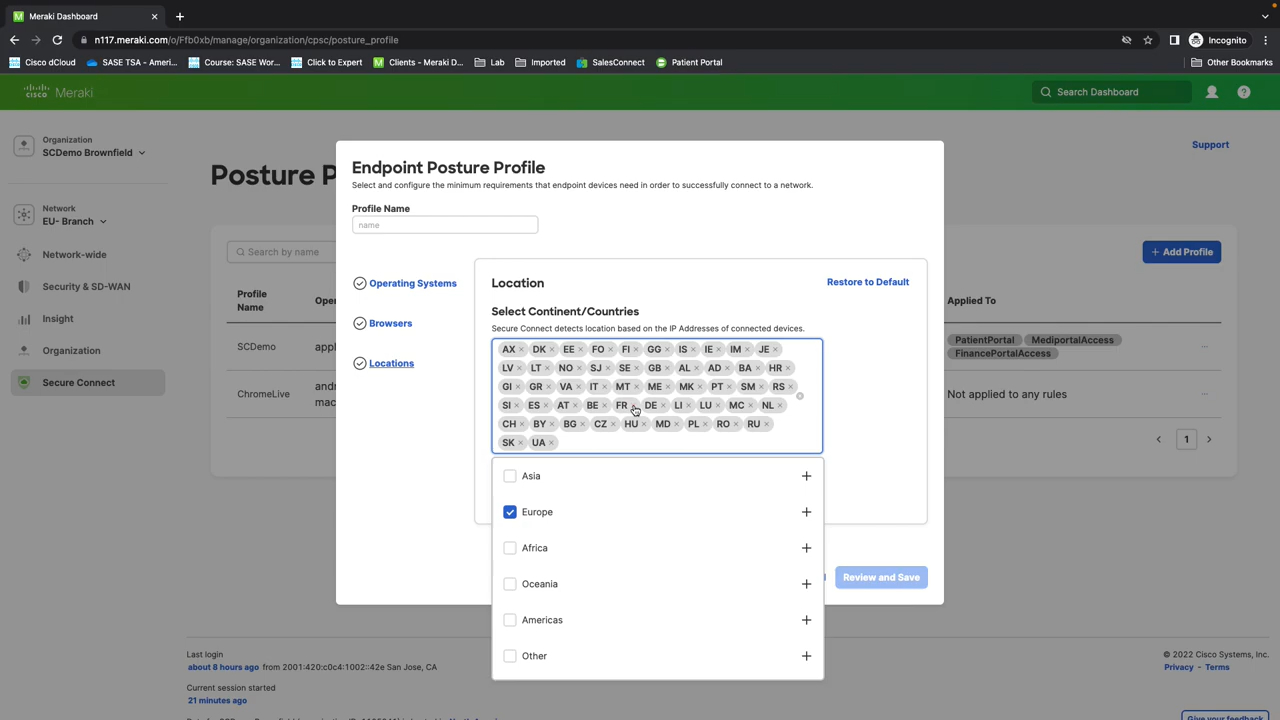 Meraki Dashboard
n117.meraki.com/o/Ffb0xb/manage/organization/cpsc/posture_profile
Incognito
Cisco dCloud
SASE TSA - Ameri...
Course: SASE Wor...
Click to Expert
Clients - Meraki D...
Lab
Imported
SalesConnect
Patient Portal
Other Bookmarks
cisco Meraki
Search Dashboard
Organization
SCDemo Brownfield
Network
EU- Branch
Network-wide
Security & SD-WAN
Insight
Organization
Secure Connect
Support
Posture P
Search by name
+ Add Profile
Profile
Name
Oper
Applied To
SCDemo
appl
PatientPortal
MediportalAccess
FinancePortalAccess
ChromeLive
andr
mac
Not applied to any rules
1
Endpoint Posture Profile
Select and configure the minimum requirements that endpoint devices need in order to successfully connect to a network.
Profile Name
name
Operating Systems
Browsers
Locations
Location
Restore to Default
Select Continent/Countries
Secure Connect detects location based on the IP Addresses of connected devices.
AX × DK × EE × FO × FI × GG × IS × IE × IM × JE ×
LV × LT × NO × SJ × SE × GB × AL × AD × BA × HR ×
GI × GR × VA × IT × MT × ME × MK × PT × SM × RS ×
SI × ES × AT × BE × FR DE × LI × LU × MC × NL ×
CH × BY × BG × CZ × HU × MD × PL × RO × RU ×
SK × UA ×
Asia
Europe
Africa
Oceania
Americas
Other
Review and Save
Last login
about 8 hours ago from 2001:420:c0c4:1002::42e San Jose, CA
Current session started
21 minutes ago
© 2022 Cisco Systems, Inc.
Privacy - Terms
Give your feedback